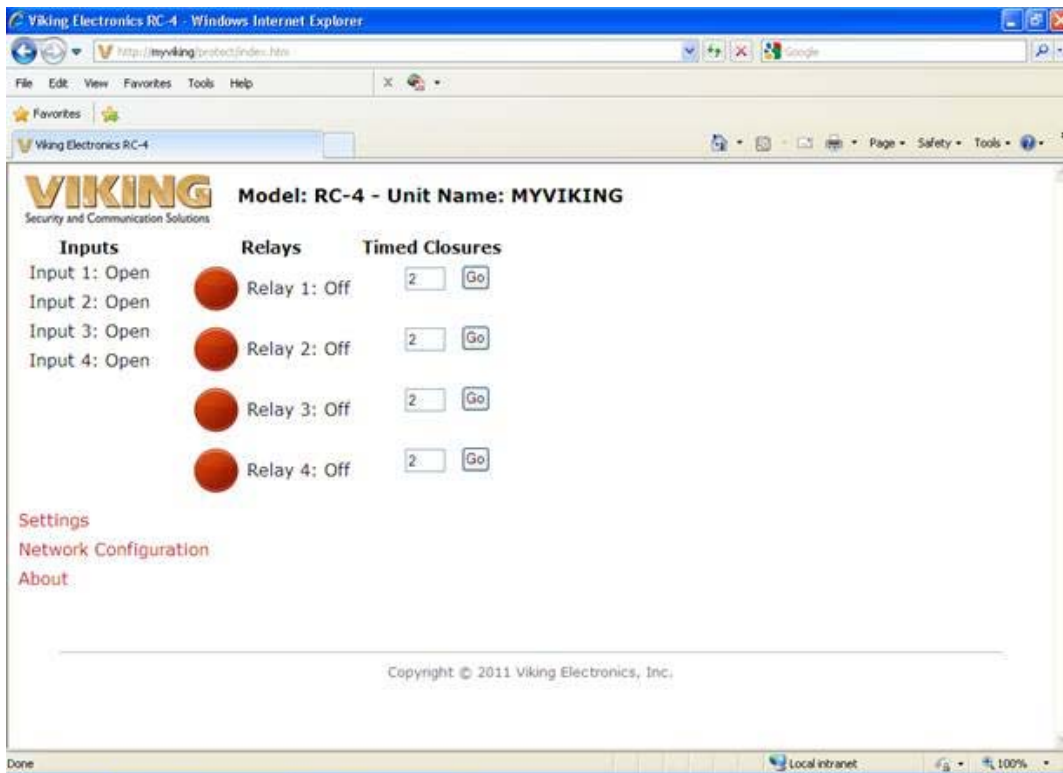 Viking Electronics RC-4 - Windows Internet Explorer
http://myviking/protect/index.htm
Google
File Edit View Favorites Tools Help
Favorites
Viking Electronics RC-4
Page Safety Tools
VIKING
Security and Communication Solutions
Model: RC-4 - Unit Name: MYVIKING
Inputs Relays Timed Closures
Input 1: Open
Input 2: Open
Input 3: Open
Input 4: Open
Relay 1: Off 2 Go
Relay 2: Off 2 Go
Relay 3: Off 2 Go
Relay 4: Off 2 Go
Settings
Network Configuration
About
Copyright © 2011 Viking Electronics, Inc.
Done Local intranet 100%